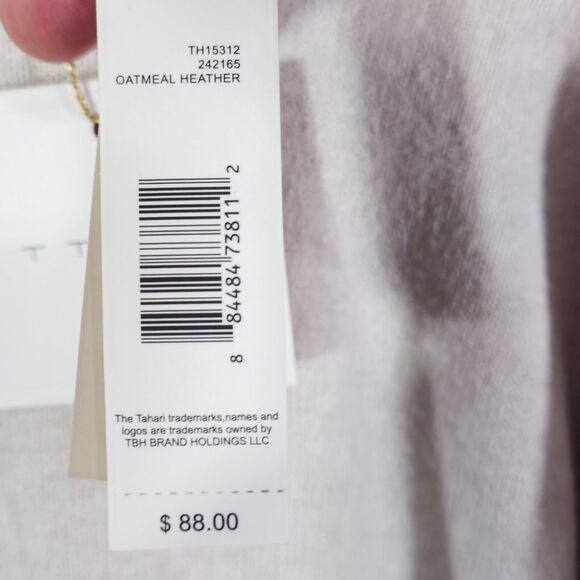 TH15312
242165
OATMEAL HEATHER
8 84484 73811 2
The Tahari trademarks,names and
logos are trademarks owned by
TBH BRAND HOLDINGS LLC
$ 88.00
T T